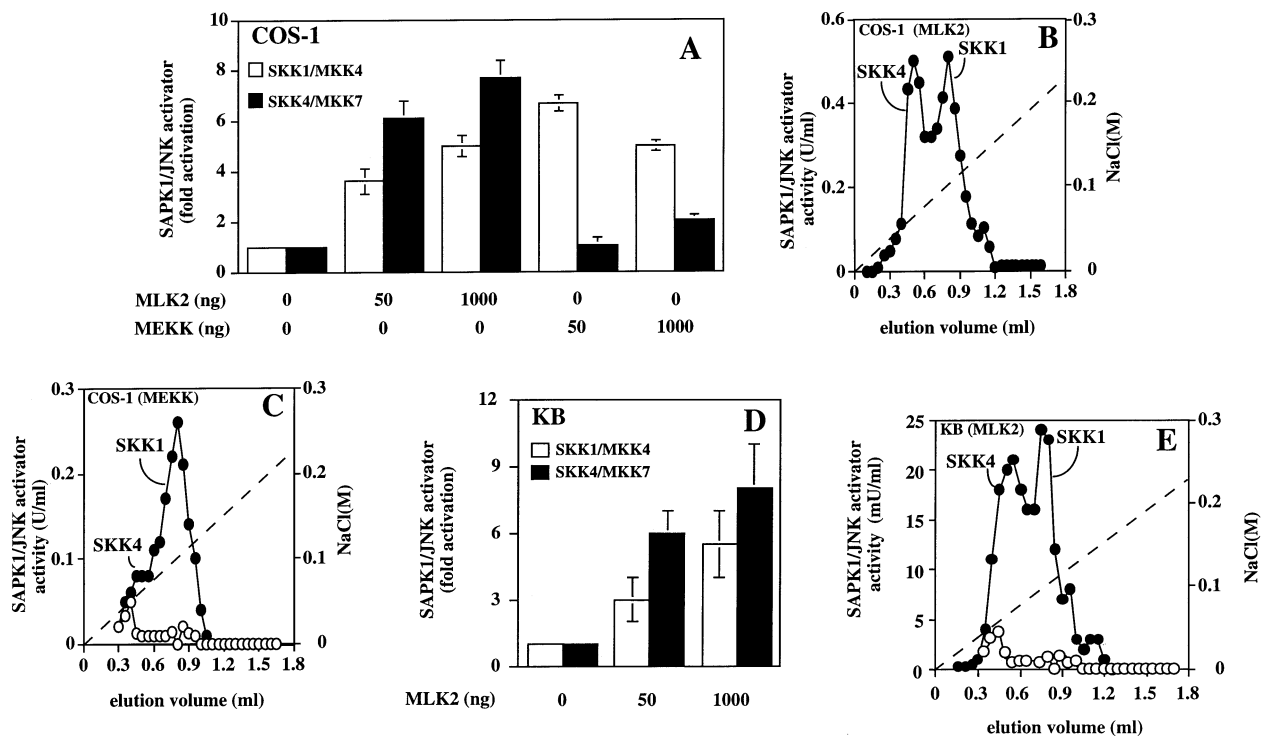 COS-1
A
SKK1/MKK4
SKK4/MKK7
SAPK1/JNK activator
(fold activation)
10
8
6
4
2
0
MLK2 (ng) 0 50 1000 0 0
MEKK (ng) 0 0 0 50 1000
COS-1 (MLK2)
B
SKK4
SKK1
SAPK1/JNK activator
activity (U/ml)
0.6
0.4
0.2
0
0.3
0.2
0.1
0
NaCl(M)
0 0.3 0.6 0.9 1.2 1.5 1.8
elution volume (ml)
COS-1 (MEKK)
C
SKK1
SKK4
SAPK1/JNK activator
activity (U/ml)
0.3
0.2
0.1
0
0.3
0.2
0.1
0
NaCl(M)
0 0.3 0.6 0.9 1.2 1.5 1.8
elution volume (ml)
KB
D
SKK1/MKK4
SKK4/MKK7
SAPK1/JNK activator
(fold activation)
12
9
6
3
0
MLK2 (ng) 0 50 1000
KB (MLK2)
E
SKK4
SKK1
SAPK1/JNK activator
activity (mU/ml)
25
20
15
10
5
0
0.3
0.2
0.1
0
NaCl(M)
0 0.3 0.6 0.9 1.2 1.5 1.8
elution volume (ml)